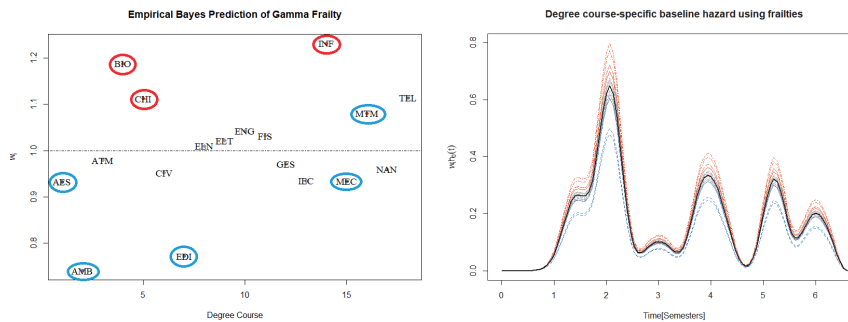 Empirical Bayes Prediction of Gamma Frailty
1.2
1.1
1.0
0.9
0.8
INF
BIO
CHI
TEL
MTM
ENG
FIS
ELT
ELN
ATM
GES
CIV
NAN
AES
MEC
EDI
AMB
5
10
15
Degree Course
Degree course-specific baseline hazard using frailties
0.8
0.6
0.4
0.2
0.0
0
1
2
3
4
5
6
Time[Semesters]